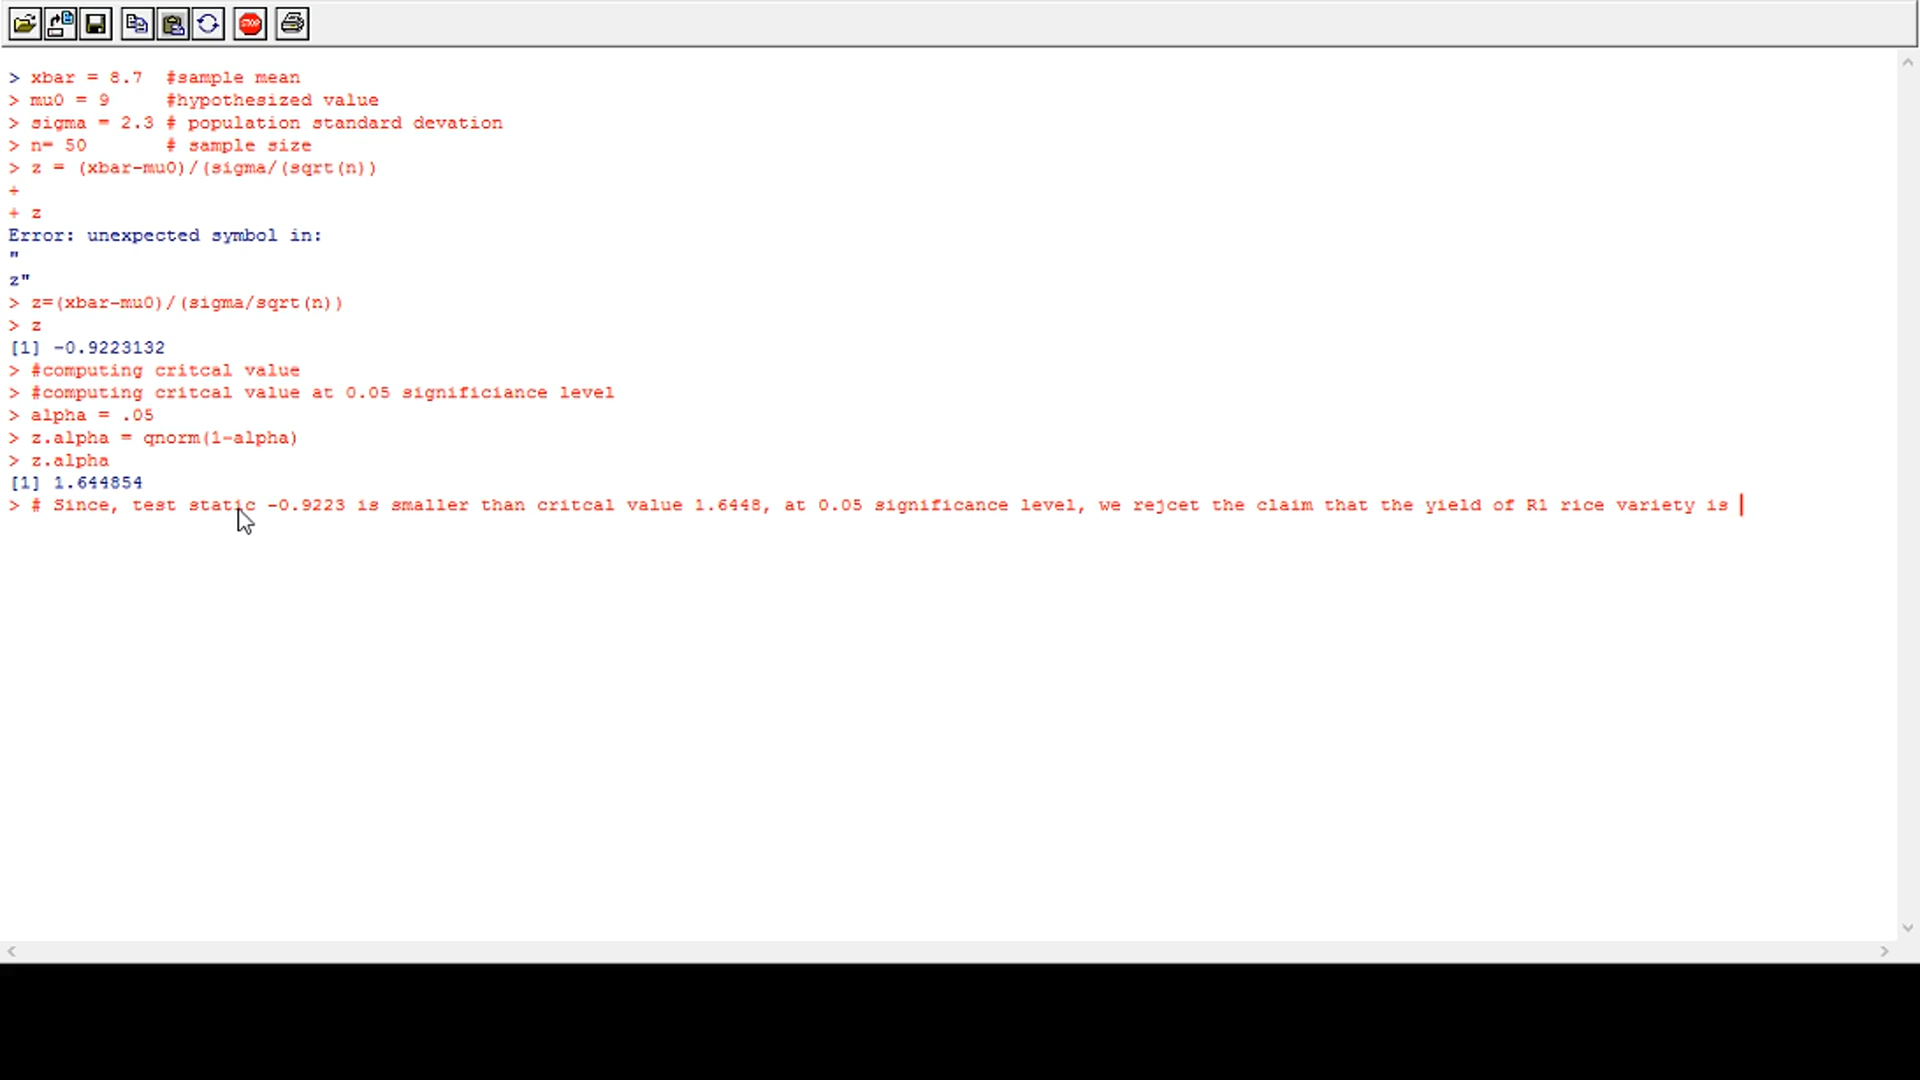 STOP
> xbar = 8.7  #sample mean
> mu0 = 9     #hypothesized value
> sigma = 2.3 # population standard devation
> n= 50       # sample size
> z = (xbar-mu0)/(sigma/(sqrt(n))
+
+ z
Error: unexpected symbol in:
"
z"
> z=(xbar-mu0)/(sigma/sqrt(n))
> z
[1] -0.9223132
> #computing critcal value
> #computing critcal value at 0.05 significiance level
> alpha = .05
> z.alpha = qnorm(1-alpha)
> z.alpha
[1] 1.644854
> # Since, test static -0.9223 is smaller than critcal value 1.6448, at 0.05 significance level, we rejcet the claim that the yield of R1 rice variety is